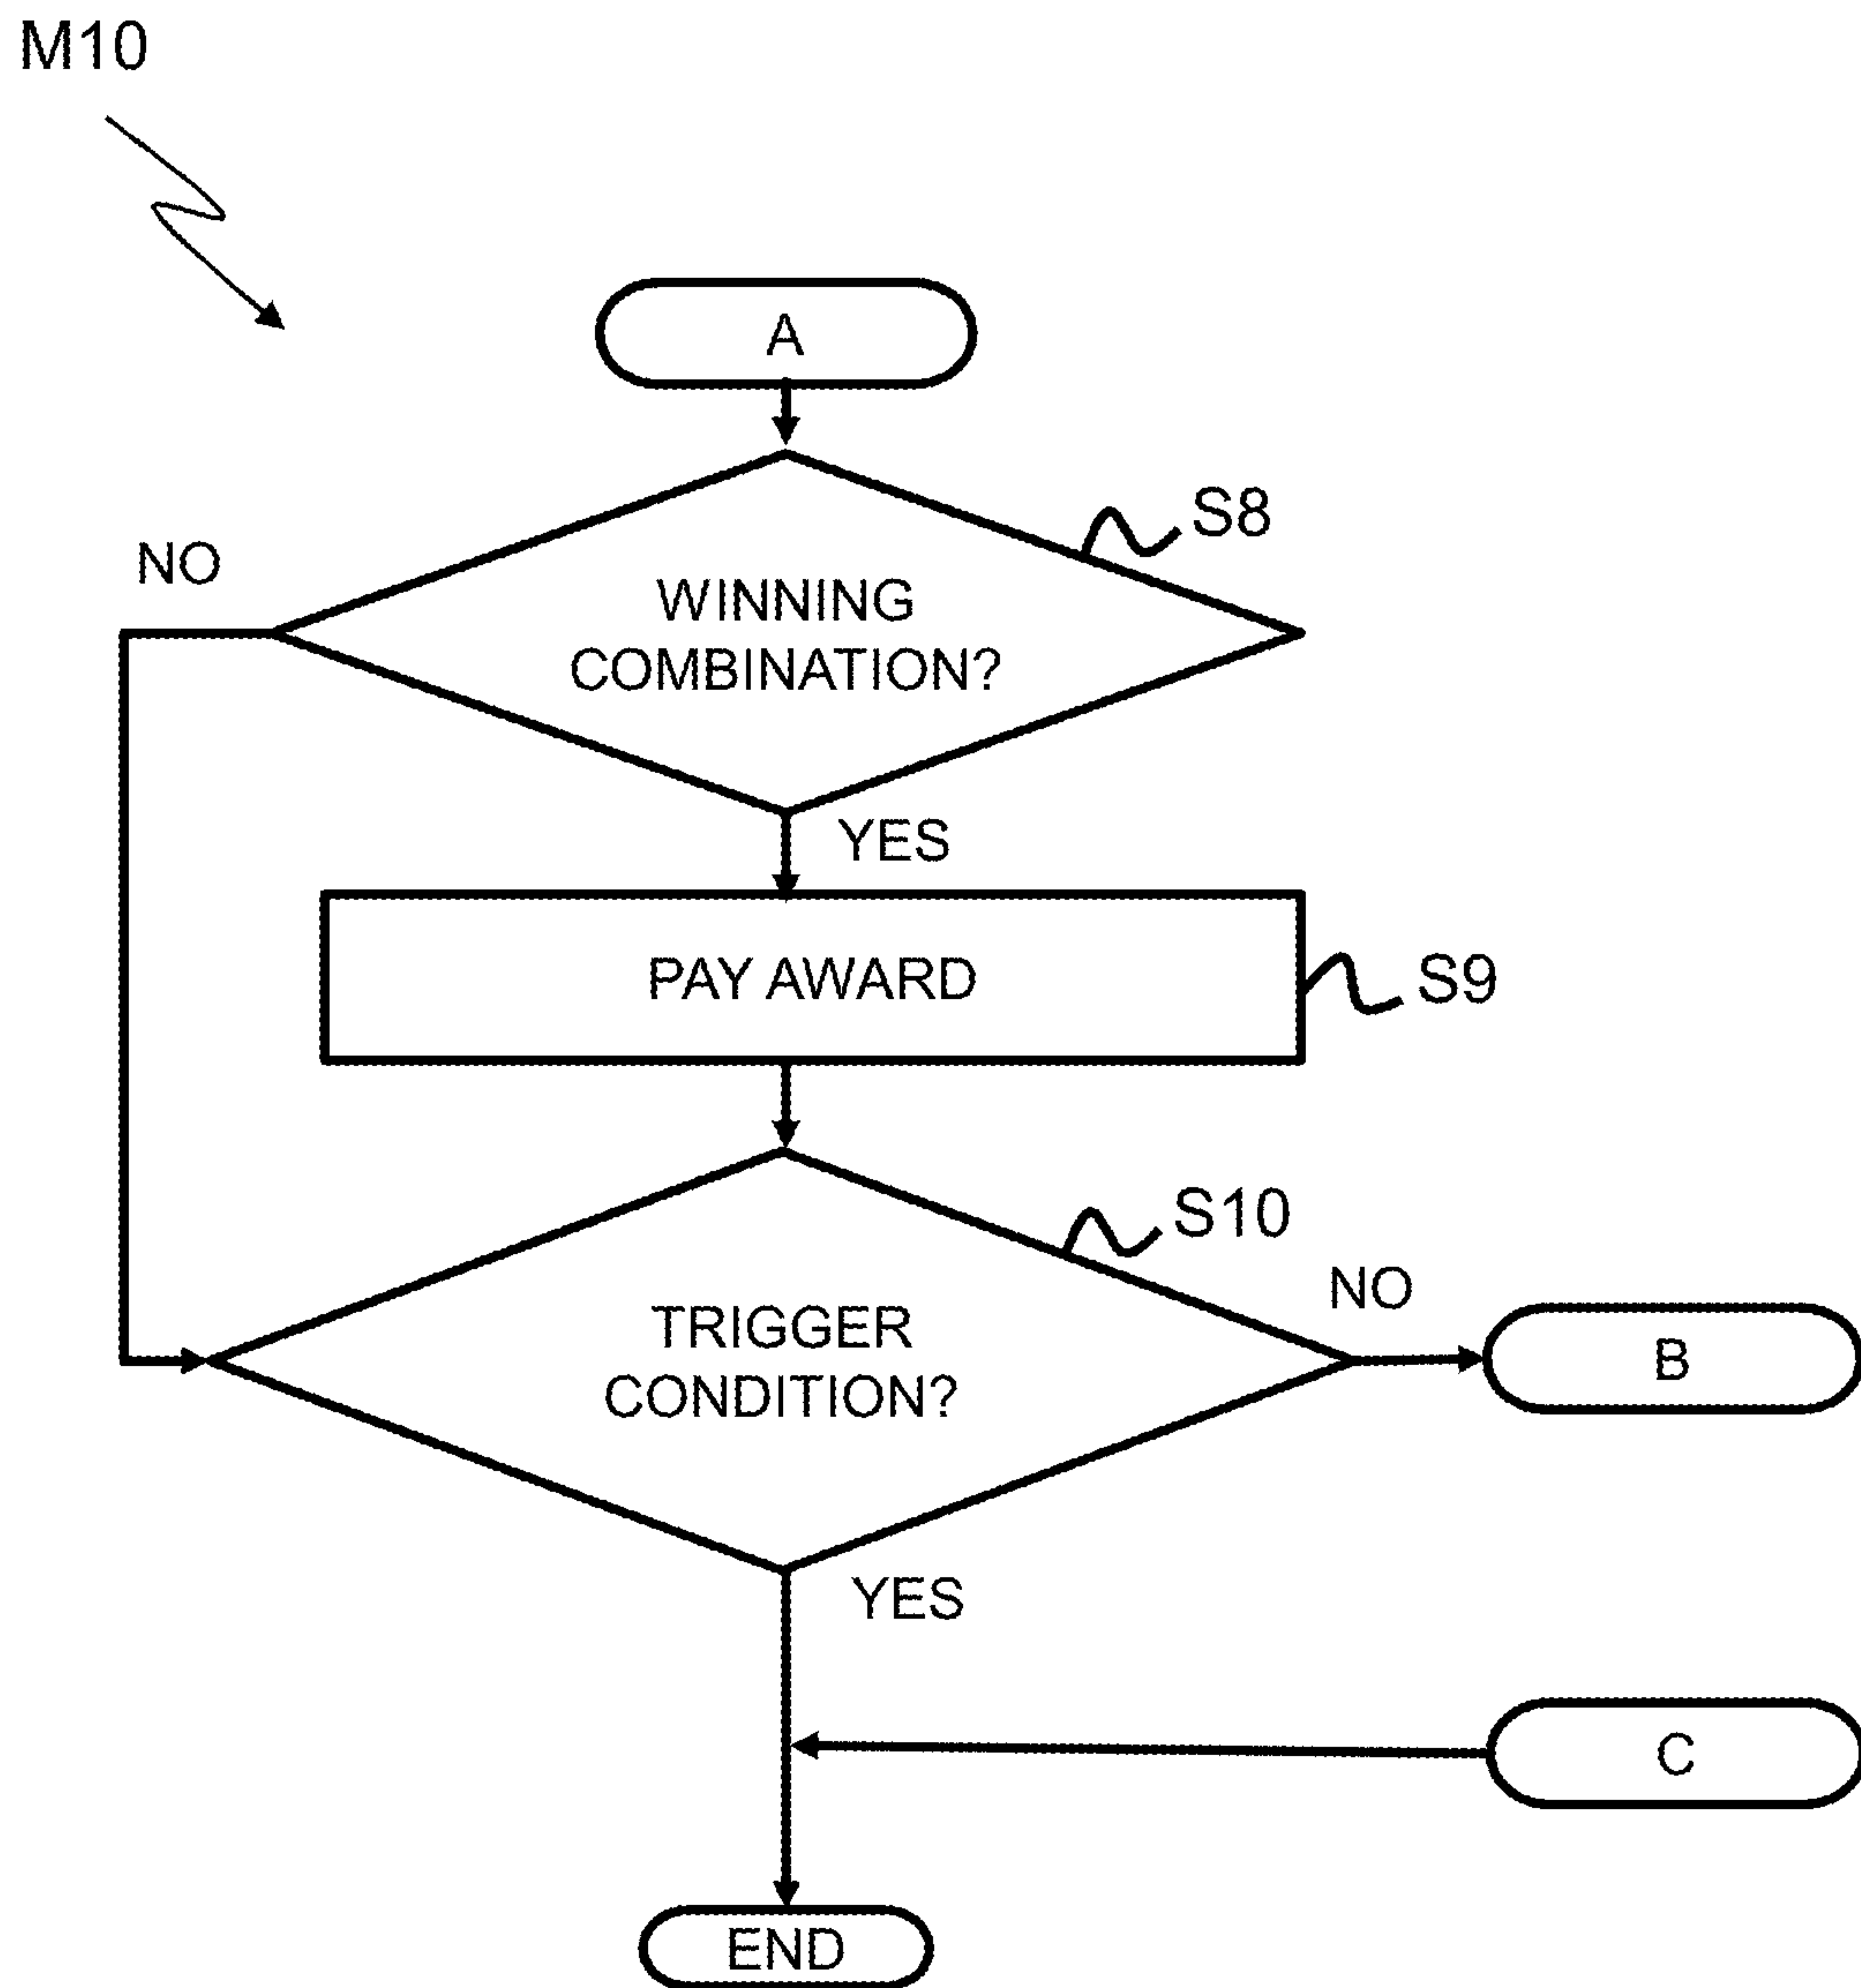 M10
A
S8
NO
WINNING
COMBINATION?
YES
PAY AWARD
S9
S10
NO
TRIGGER
CONDITION?
B
YES
C
END